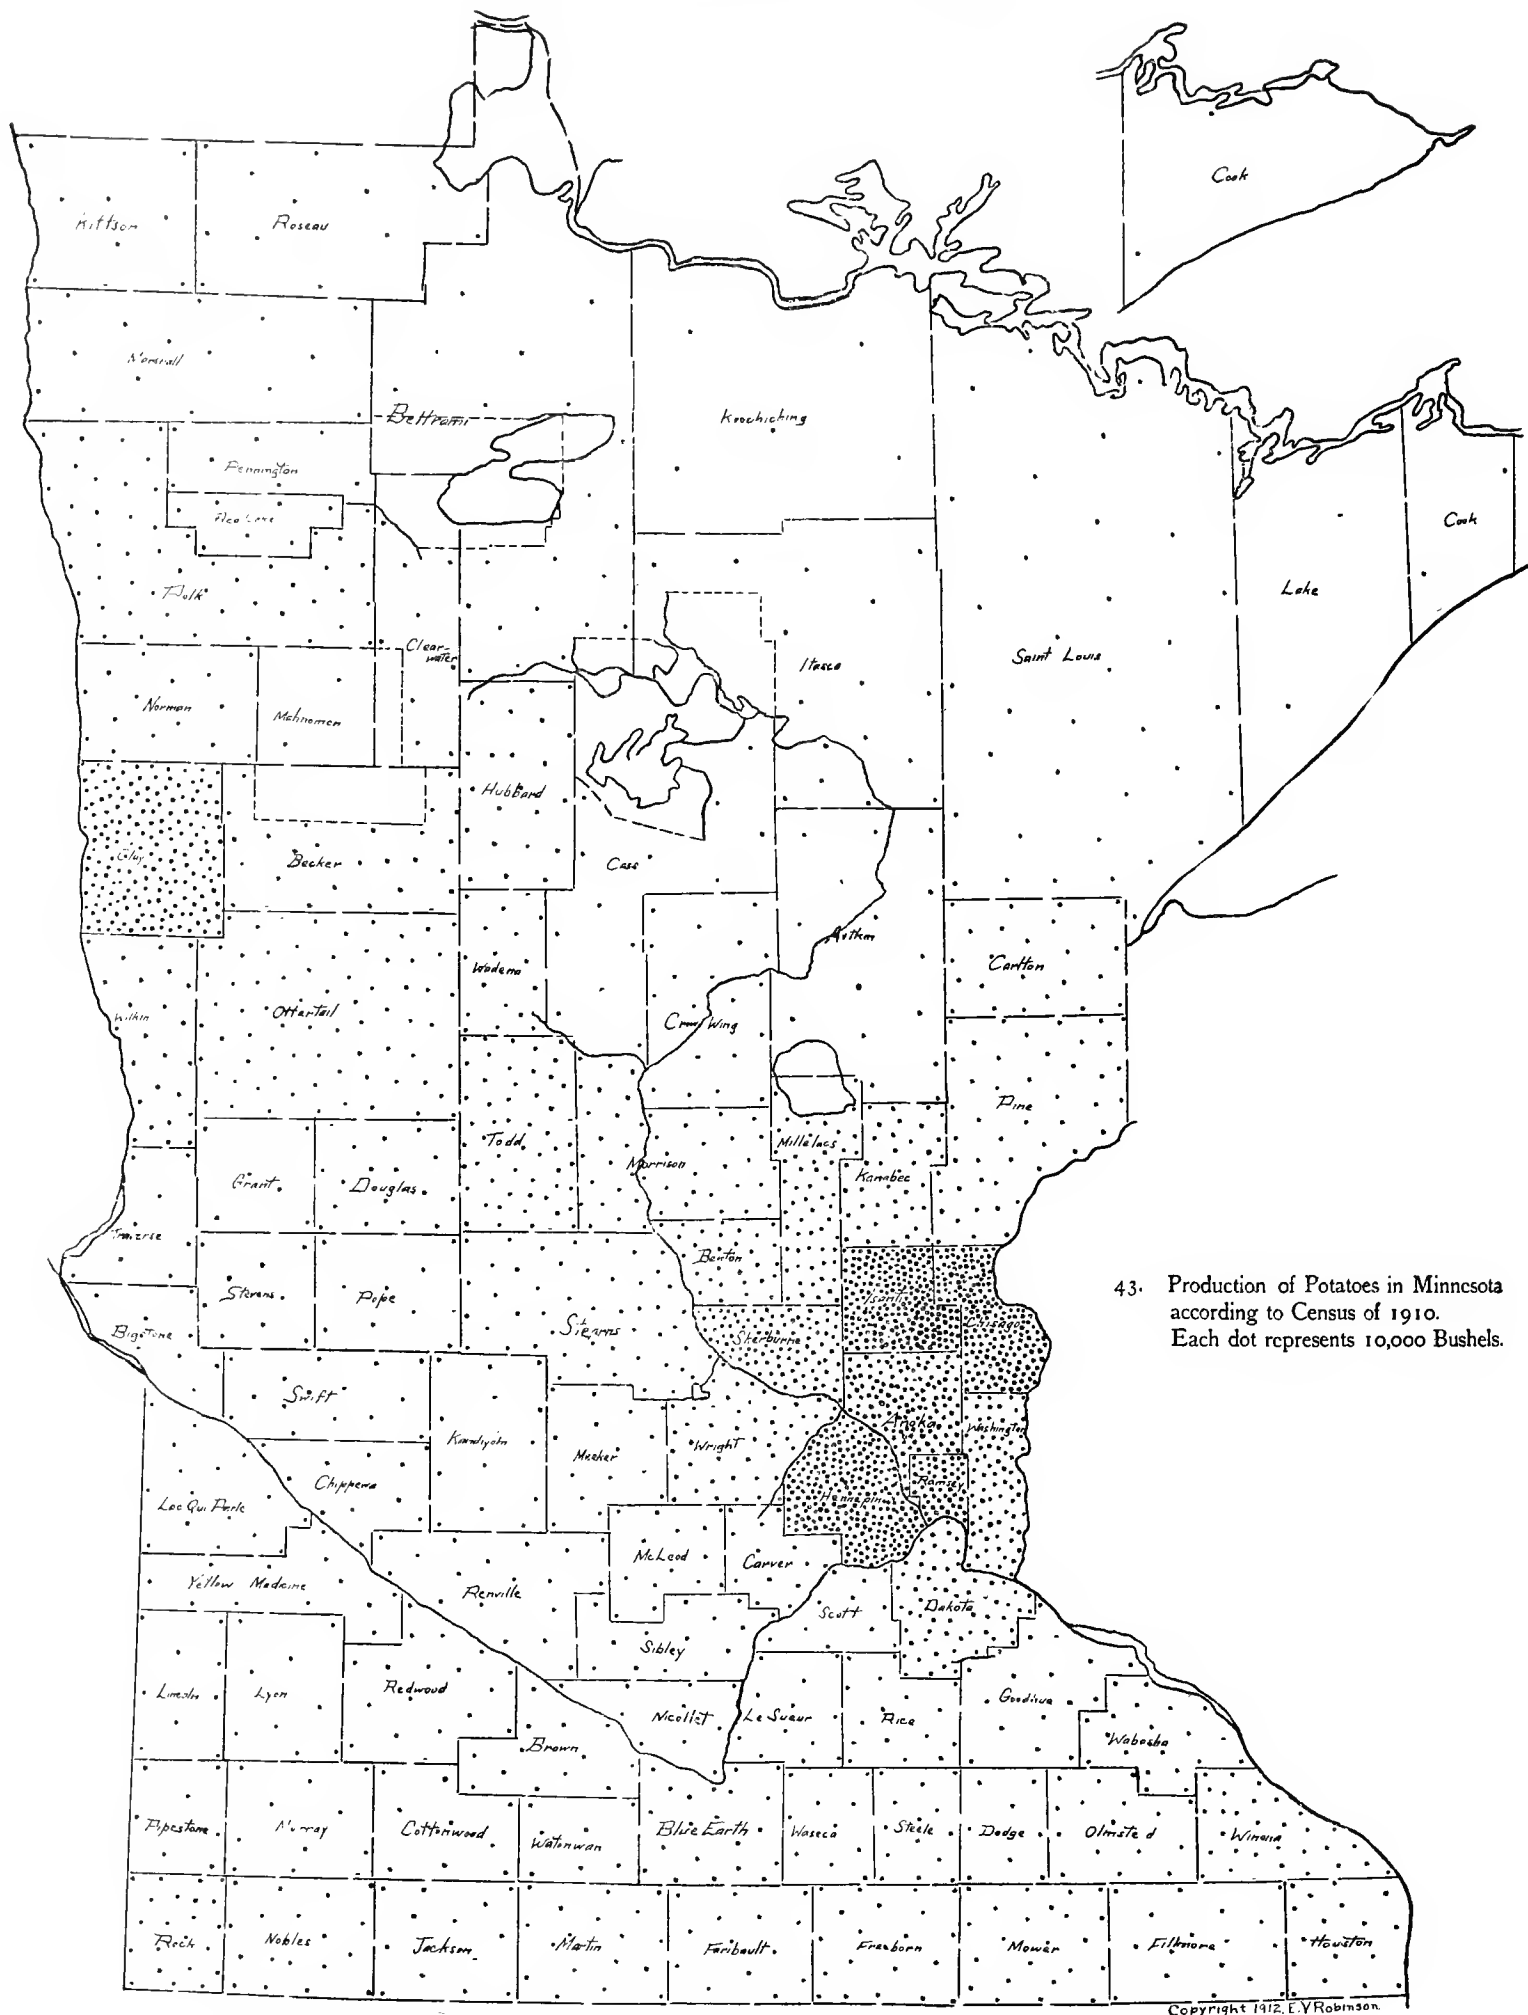 Cook
Kittson
Roseau
Marshall
Beltrami
Koochiching
Pennington
Red Lake
Cook
Polk
Lake
Clear-
water
Itasca
Saint Louis
Norman
Mahnomen
Hubbard
Clay
Becker
Cass
Aitkin
Wadena
Carlton
Wilkin
Ottertail
Crow Wing
Pine
Todd
Millelacs
Morrison
Kanabec
Grant
Douglas
Traverse
Benton
43. Production of Potatoes in Minnesota
according to Census of 1910.
Each dot represents 10,000 Bushels.
Stevens
Pope
Isanti
Bigstone
Stearns
Sherburne
Chisago
Swift
Anoka
Washington
Kandiyohi
Wright
Meeker
Chippewa
Ramsey
Lac Qui Parle
Hennepin
McLeod
Carver
Yellow Medicine
Renville
Scott
Dakota
Sibley
Lincoln
Lyon
Redwood
Goodhue
Nicollet
Le Sueur
Rice
Brown
Wabasha
Pipestone
Murray
Cottonwood
Watonwan
Blue Earth
Waseca
Steele
Dodge
Olmsted
Winona
Rock
Nobles
Jackson
Martin
Faribault
Freeborn
Mower
Fillmore
Houston
Copyright 1912, E.V Robinson.